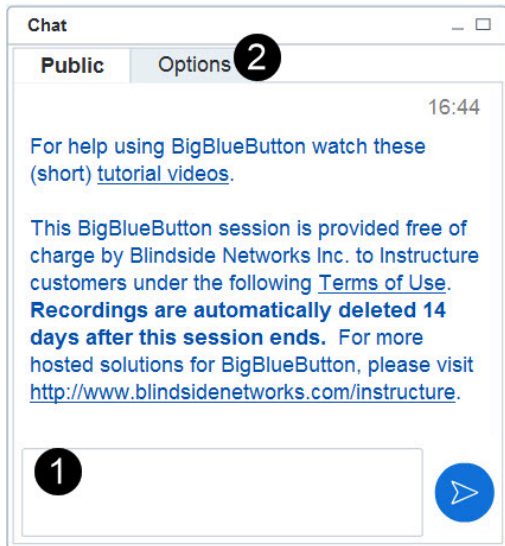 Chat
Public Options 2
16:44
For help using BigBlueButton watch these
(short) tutorial videos.
This BigBlueButton session is provided free of
charge by Blindside Networks Inc. to Instructure
customers under the following Terms of Use.
Recordings are automatically deleted 14
days after this session ends. For more
hosted solutions for BigBlueButton, please visit
http://www.blindsidenetworks.com/instructure.
1